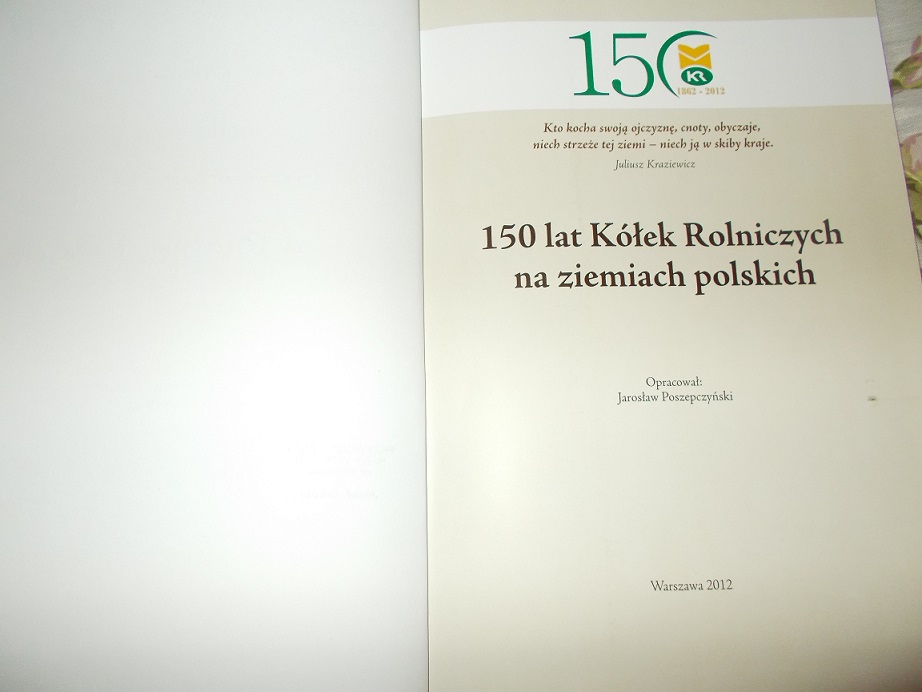 150
KR
1862 - 2012
Kto kocha swoją ojczyznę, cnoty, obyczaje,
niech strzeże tej ziemi – niech ją w skiby kraje.
Juliusz Kraziewicz
150 lat Kółek Rolniczych
na ziemiach polskich
Opracował:
Jarosław Poszepczyński
Warszawa 2012